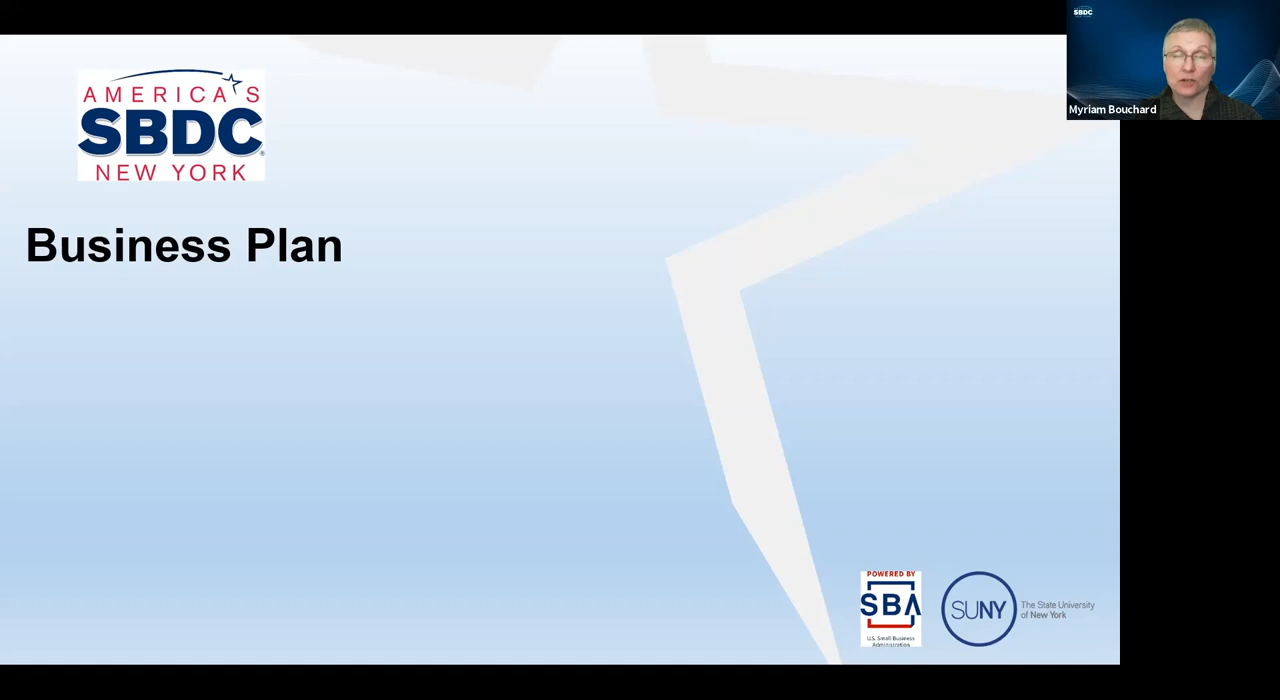 AMERICA'S
SBDC
NEW YORK
Business Plan
SBDC
Myriam Bouchard
POWERED BY
SBA
U.S. Small Business
Administration
SUNY
The State University
of New York